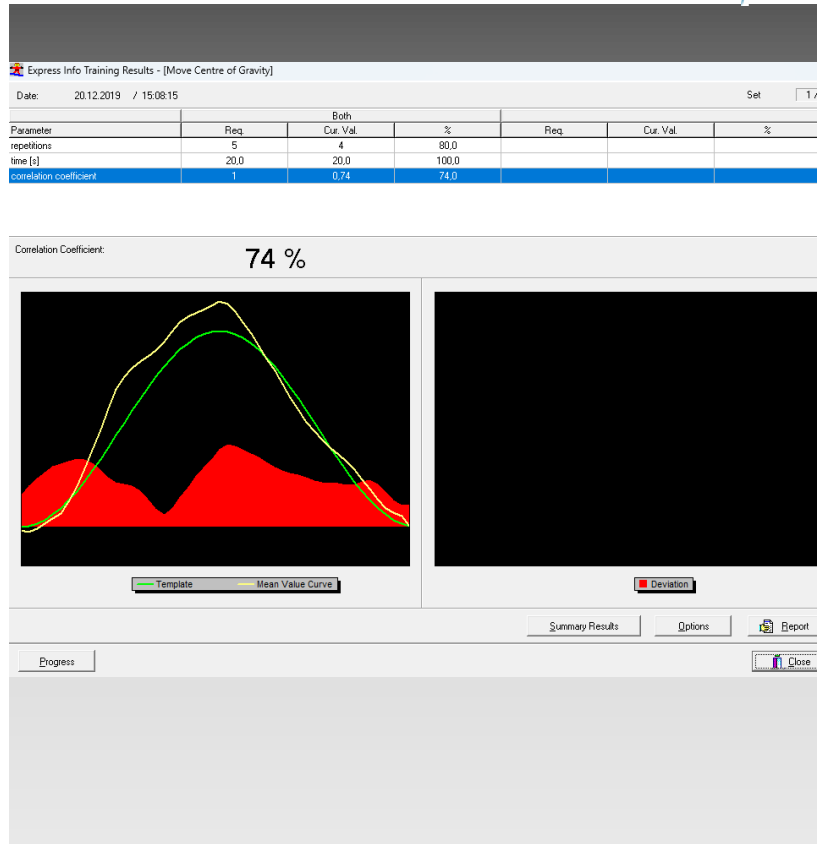 Express Info Training Results - [Move Centre of Gravity]
Date: 20.12.2019 / 15:08:15 Set 1 /
Both
Parameter Req. Cur. Val. % Req. Cur. Val. %
repetitions 5 4 80,0
time [s] 20,0 20,0 100,0
correlation coefficient 1 0,74 74,0
Correlation Coefficient: 74 %
Template Mean Value Curve Deviation
Summary Results Options Report
Progress Close